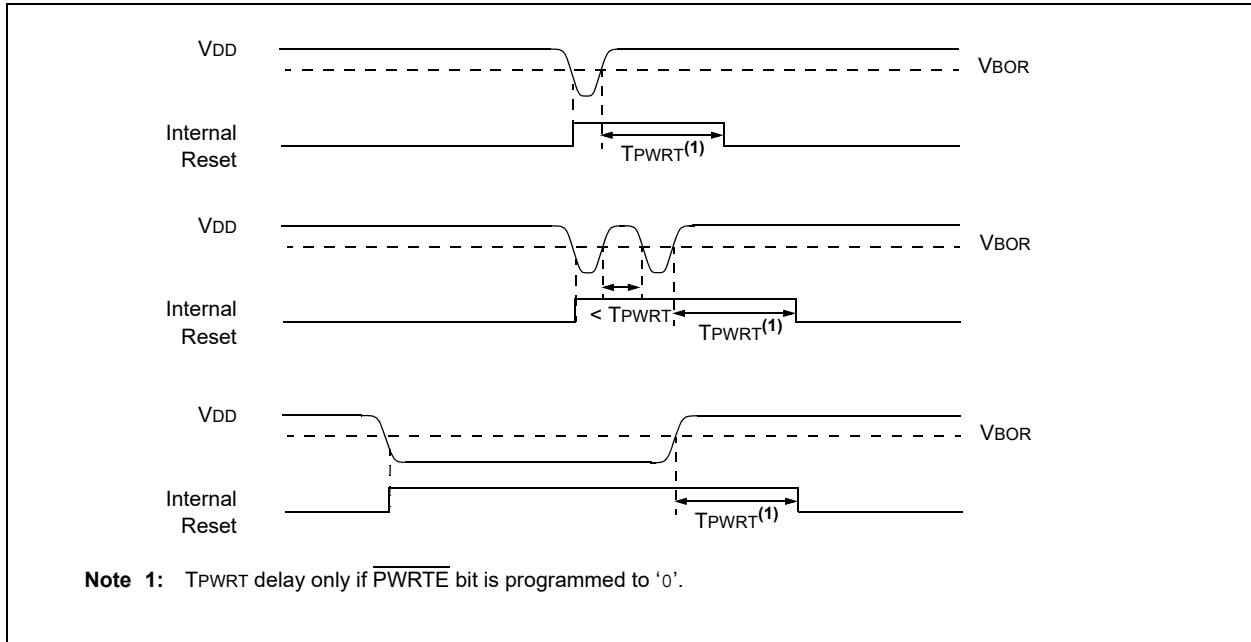 VDD
VBOR
Internal
Reset
TPWRT(1)
VDD
VBOR
Internal
Reset
< TPWRT
TPWRT(1)
VDD
VBOR
Internal
Reset
TPWRT(1)
Note 1: TPWRT delay only if PWRTE bit is programmed to ‘0’.